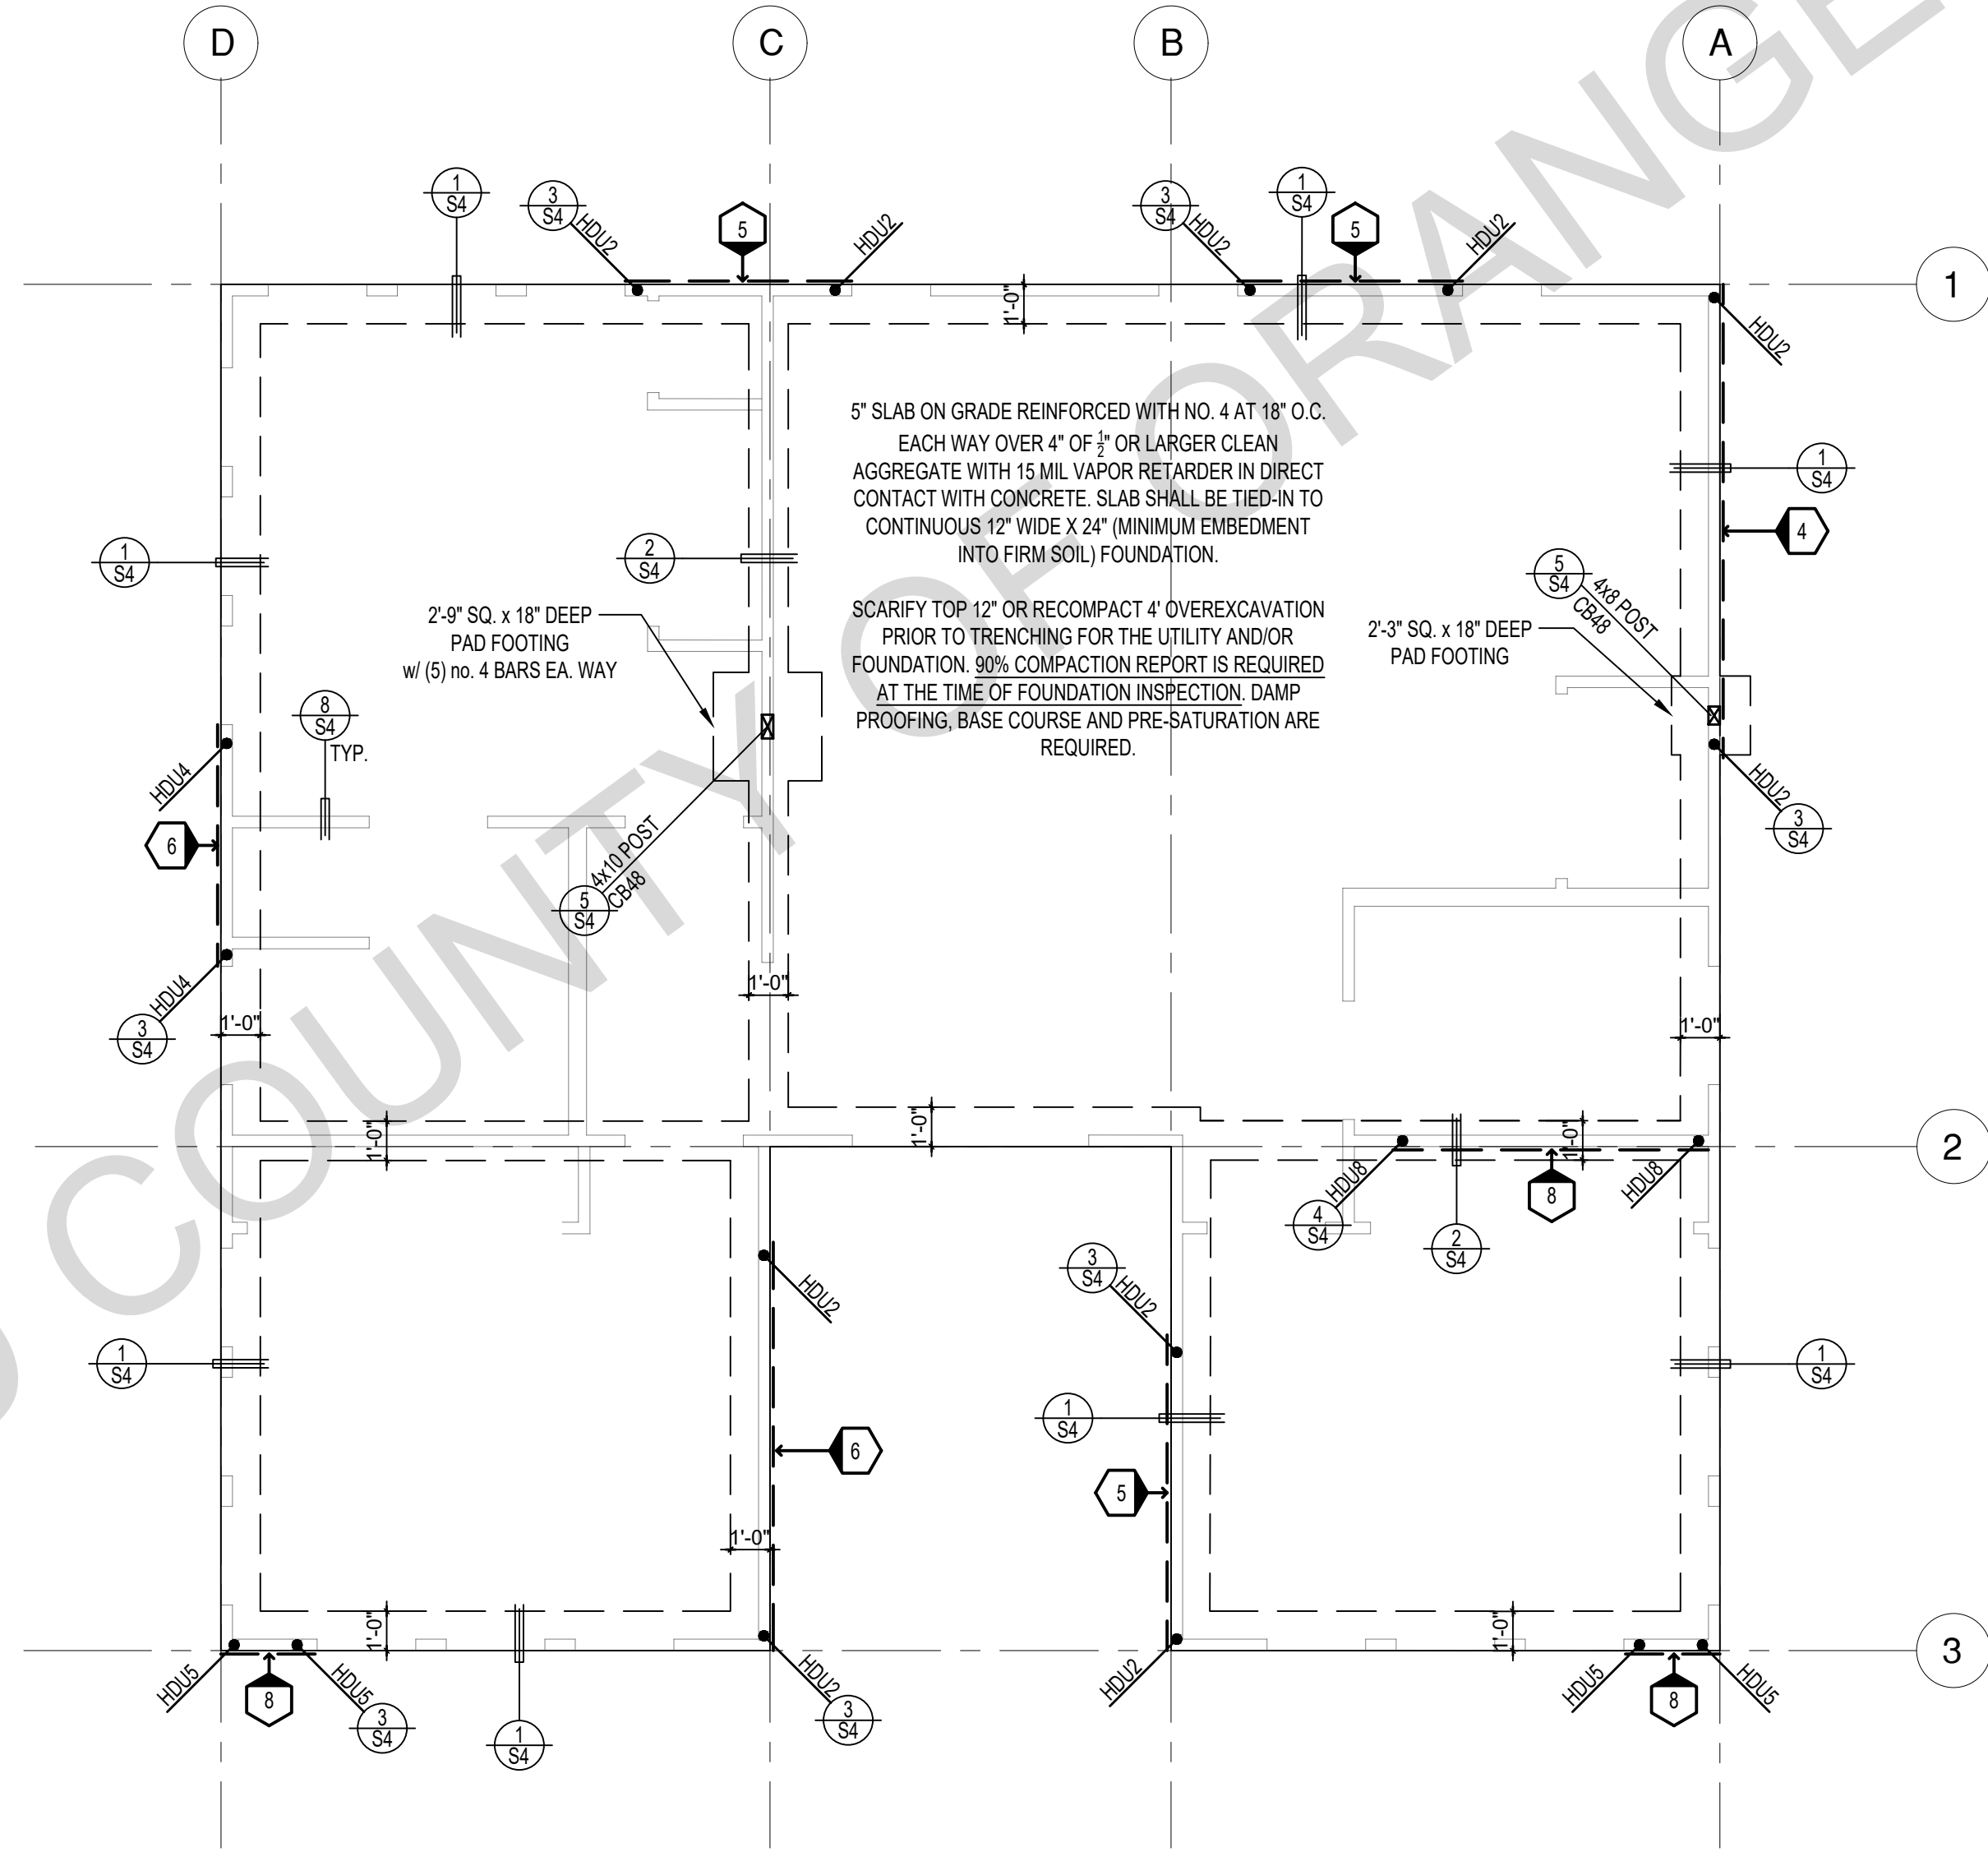 D
C
B
A
1
2
3
1
S4
3
S4
HDU2
5
HDU2
3
S4
HDU2
1
S4
5
HDU2
1'-0"
HDU2
5" SLAB ON GRADE REINFORCED WITH NO. 4 AT 18" O.C.
EACH WAY OVER 4" OF 1/2" OR LARGER CLEAN
AGGREGATE WITH 15 MIL VAPOR RETARDER IN DIRECT
CONTACT WITH CONCRETE. SLAB SHALL BE TIED-IN TO
CONTINUOUS 12" WIDE X 24" (MINIMUM EMBEDMENT
INTO FIRM SOIL) FOUNDATION.
SCARIFY TOP 12" OR RECOMPACT 4' OVEREXCAVATION
PRIOR TO TRENCHING FOR THE UTILITY AND/OR
FOUNDATION. 90% COMPACTION REPORT IS REQUIRED
AT THE TIME OF FOUNDATION INSPECTION. DAMP
PROOFING, BASE COURSE AND PRE-SATURATION ARE
REQUIRED.
1
S4
4
1
S4
2
S4
5
S4
4x8 POST
CB48
2'-9" SQ. x 18" DEEP
PAD FOOTING
w/ (5) no. 4 BARS EA. WAY
2'-3" SQ. x 18" DEEP
PAD FOOTING
8
S4
TYP.
HDU4
6
HDU2
3
S4
4x10 POST
CB48
5
S4
HDU4
3
S4
1'-0"
1'-0"
1'-0"
1'-0"
1'-0"
1'-0"
HDU8
4
S4
2
S4
8
HDU8
3
S4
HDU2
HDU2
1
S4
1
S4
1
S4
6
5
1'-0"
1'-0"
1'-0"
HDU5
8
HDU5
3
S4
1
S4
HDU2
3
S4
HDU2
HDU5
8
HDU5
COUNTY OF ORANGE